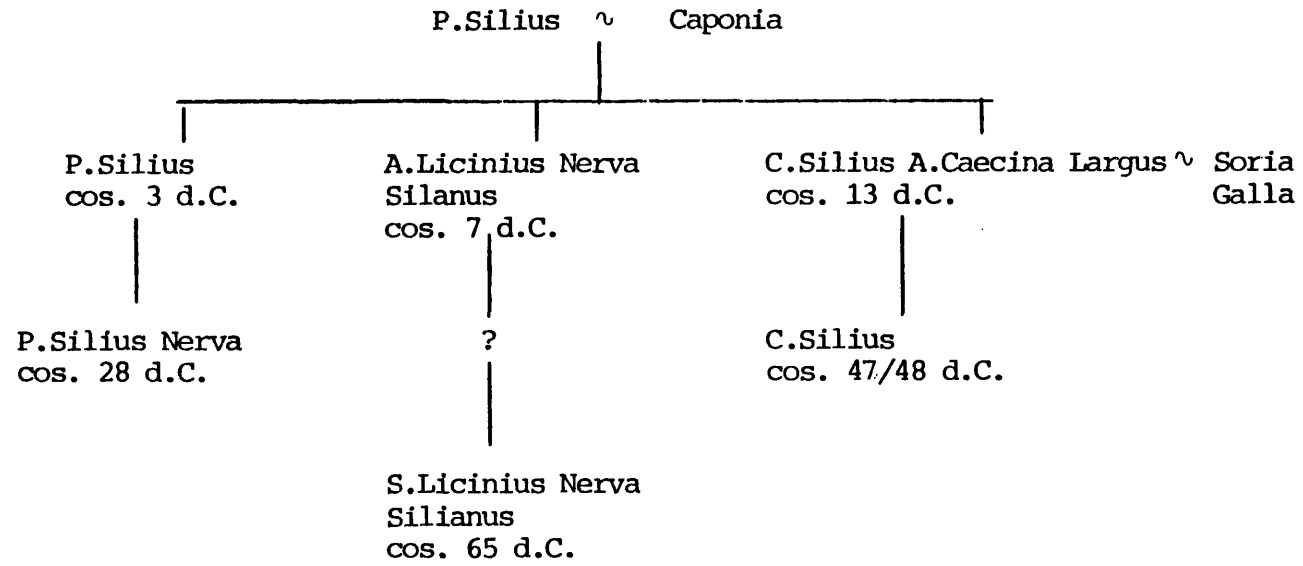 P.Silius ~ Caponia
P.Silius
cos. 3 d.C.
A.Licinius Nerva
Silanus
cos. 7 d.C.
C.Silius A.Caecina Largus ~ Soria
cos. 13 d.C. Galla
P.Silius Nerva
cos. 28 d.C.
?
C.Silius
cos. 47/48 d.C.
S.Licinius Nerva
Silianus
cos. 65 d.C.